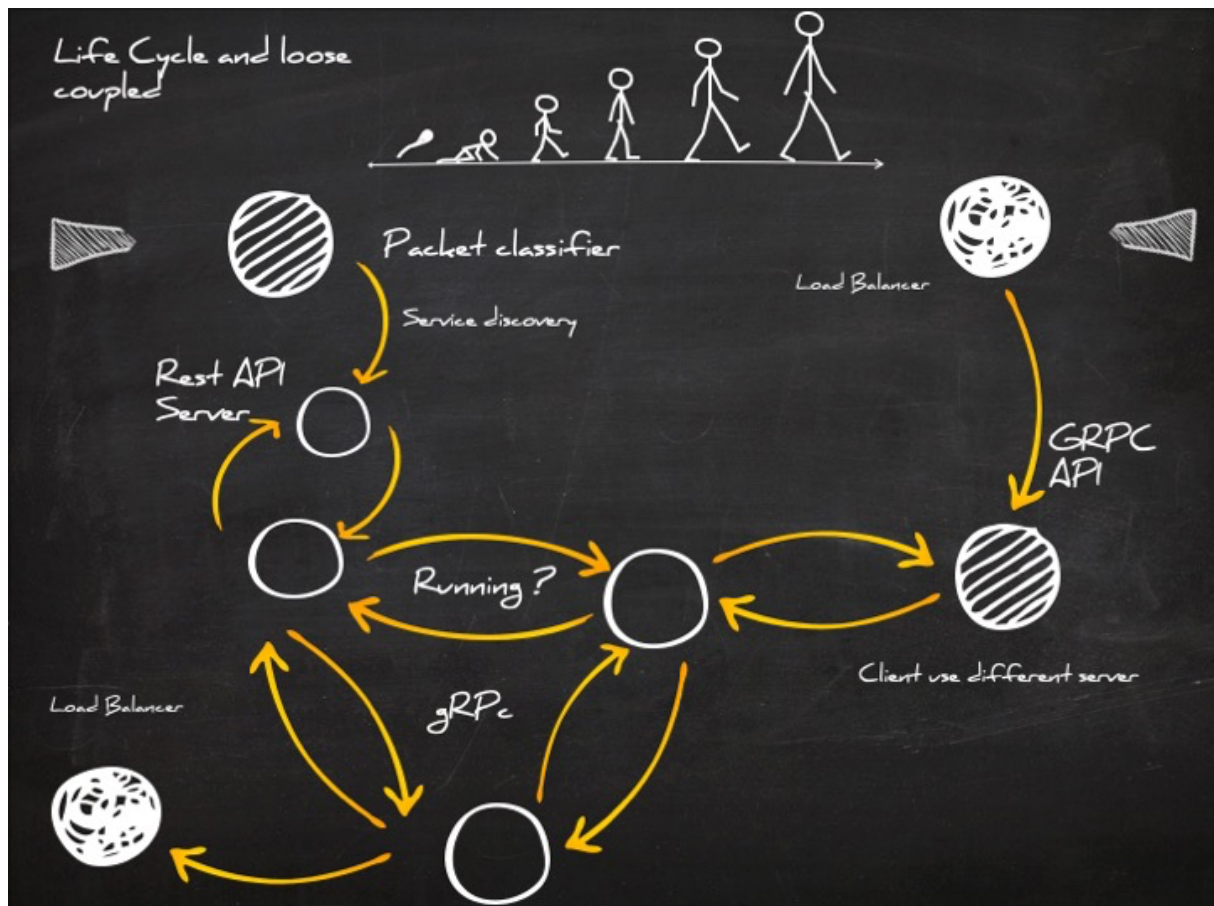 Life Cycle and loose
coupled
Packet classifier
Load Balancer
Service discovery
Rest API
Server
GRPC
API
Running ?
Client use different server
Load Balancer
gRPc